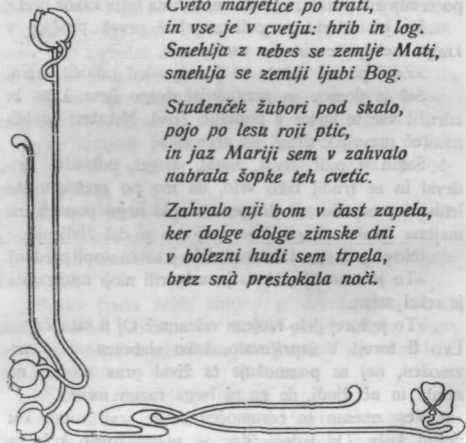 Cveto marjetice po trati,
in vse je v cvetju: hrib in log.
Smehlja z nebes se zemlje Mati,
smehlja se zemlji ljubi Bog.
Studenček žubori pod skalo,
pojo po lesu roji ptic,
in jaz Mariji sem v zahvalo
nabrala šopke teh cvetic.
Zahvalo nji bom v čast zapela,
ker dolge dolge zimske dni
v bolezni hudi sem trpela,
brez snà prestokala noči.